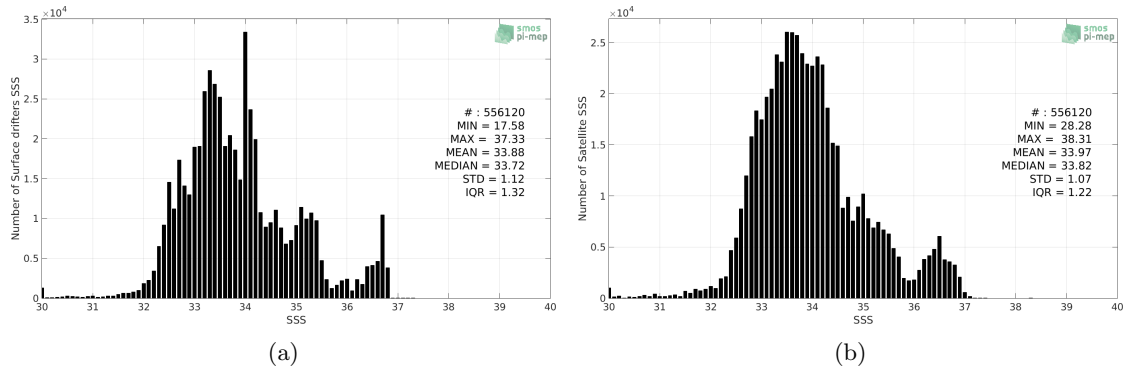 3.5 ×10⁴
3
2.5
2
1.5
1
0.5
0
30 31 32 33 34 35 36 37 38 39 40
SSS
Number of Surface drifters SSS
smos
pi-mep
# : 556120
MIN = 17.58
MAX = 37.33
MEAN = 33.88
MEDIAN = 33.72
STD = 1.12
IQR = 1.32
(a)
×10⁴
2.5
2
1.5
1
0.5
0
30 31 32 33 34 35 36 37 38 39 40
SSS
Number of Satellite SSS
smos
pi-mep
# : 556120
MIN = 28.28
MAX = 38.31
MEAN = 33.97
MEDIAN = 33.82
STD = 1.07
IQR = 1.22
(b)